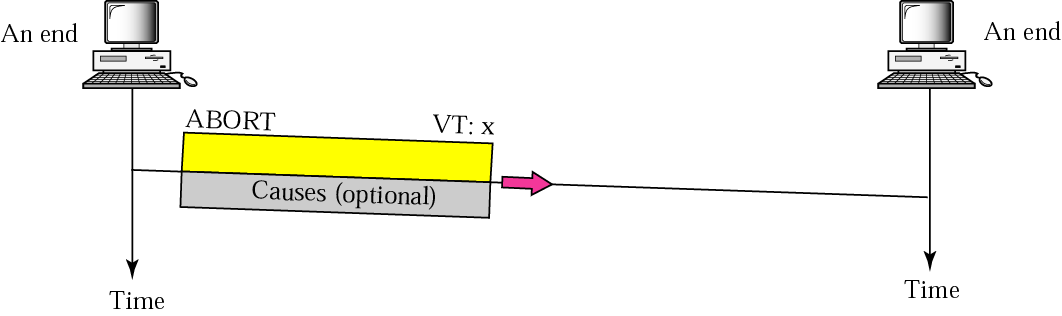 An end
An end
ABORT
VT: x
Causes (optional)
Time
Time